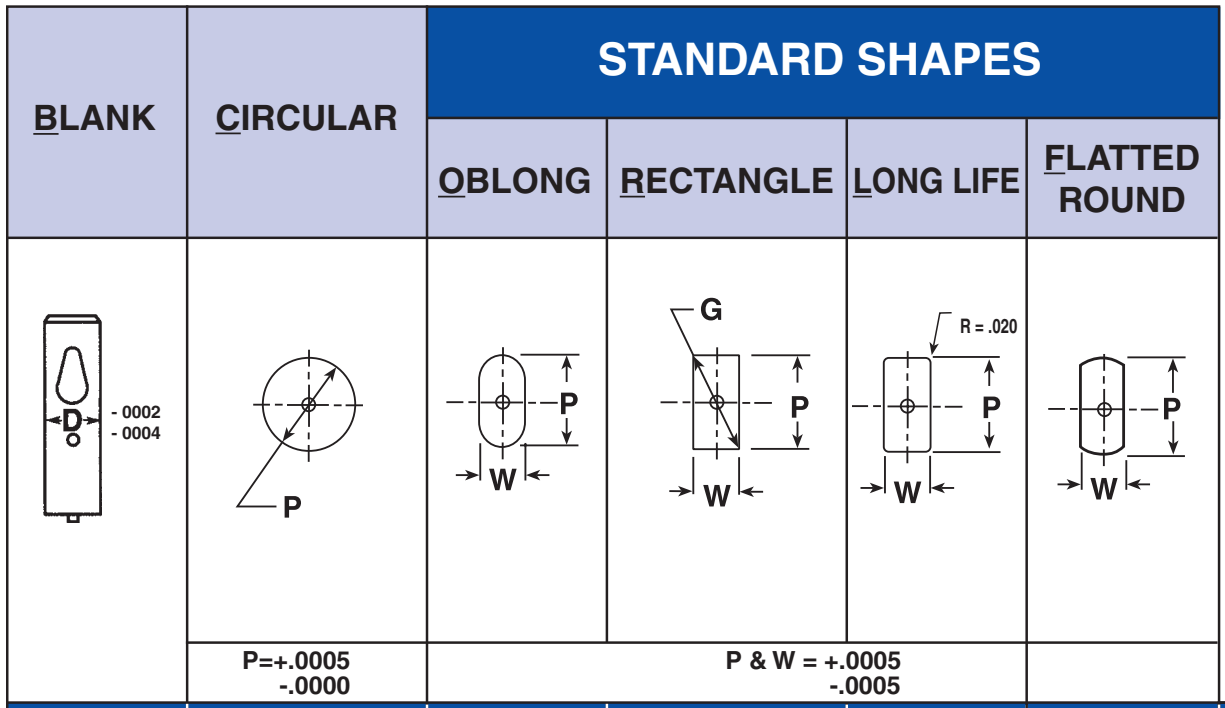 BLANK
CIRCULAR
STANDARD SHAPES
OBLONG
RECTANGLE
LONG LIFE
FLATTED
ROUND
D
- 0002
- 0004
P
P
W
G
P
W
R = .020
P
W
P
W
P=+.0005
-.0000
P & W = +.0005
-.0005